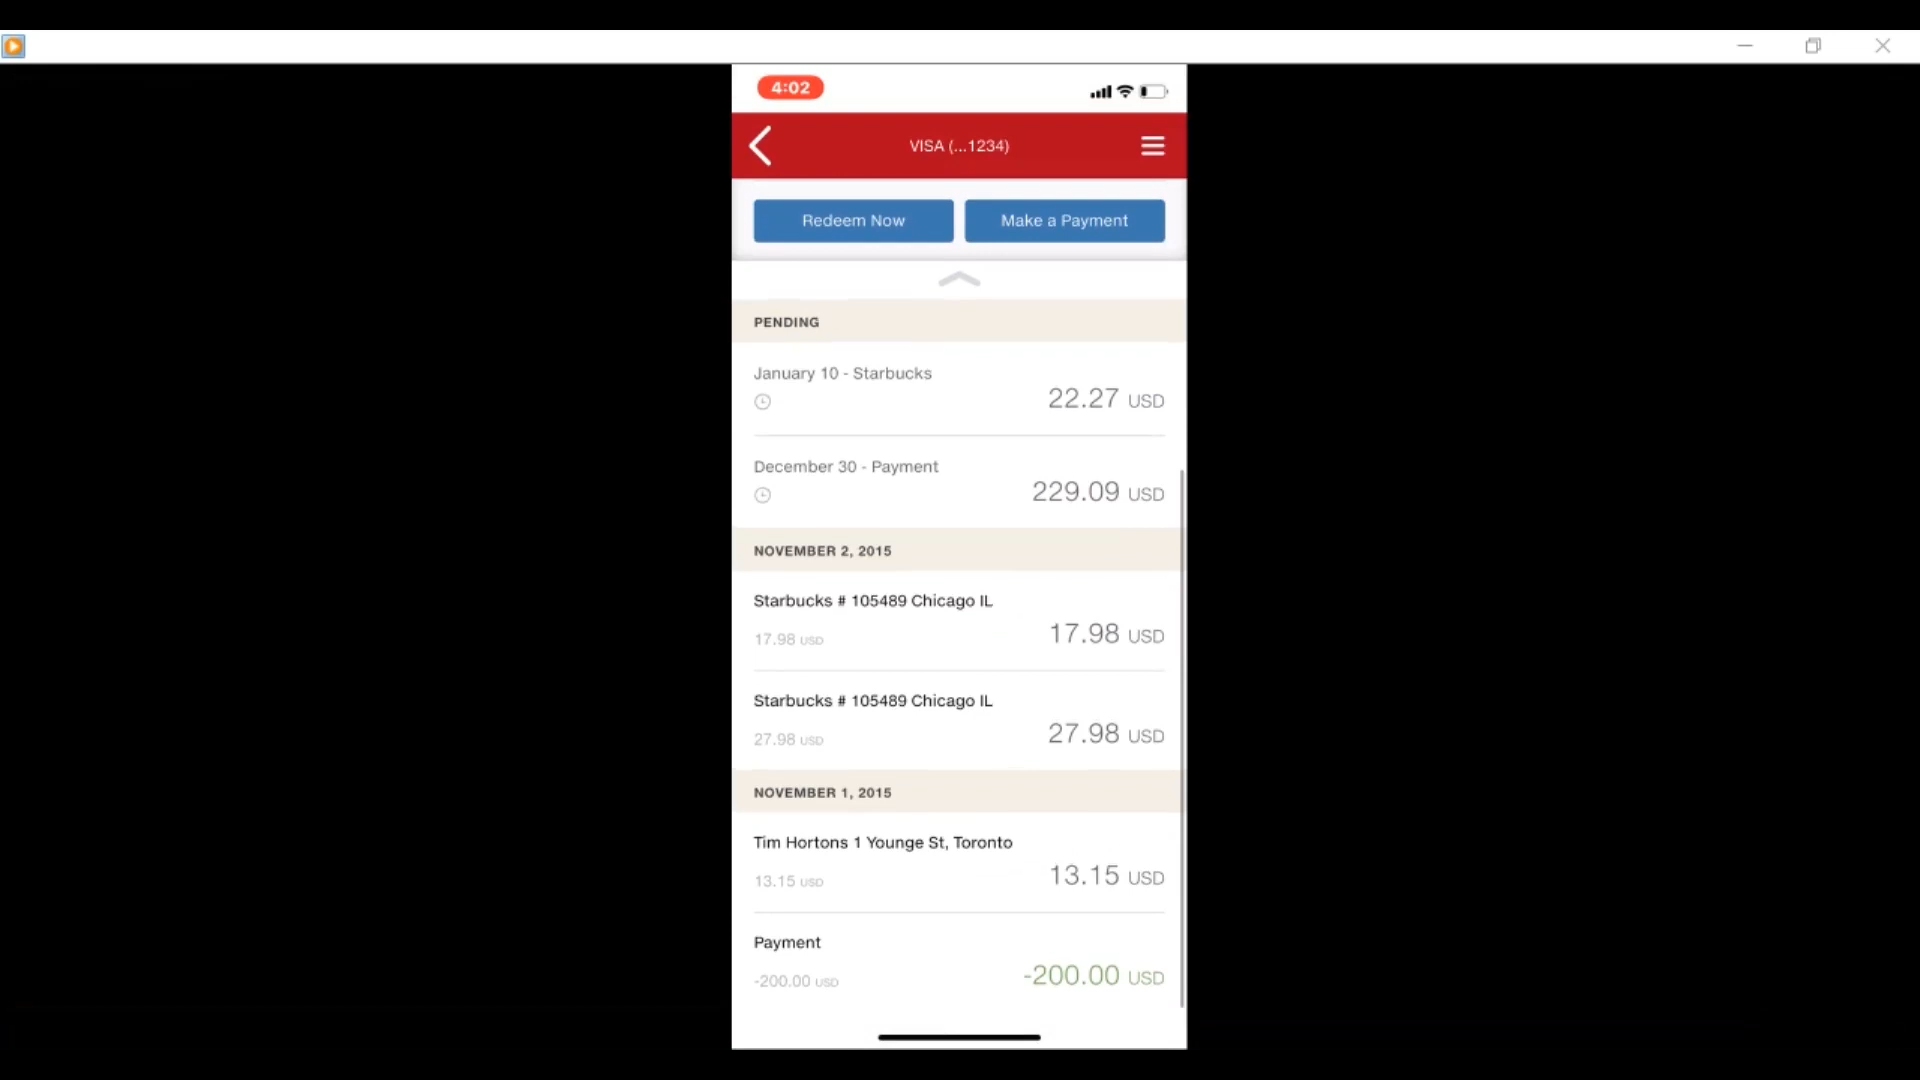 4:02
VISA (...1234)
Redeem Now
Make a Payment
PENDING
January 10 - Starbucks
22.27 USD
December 30 - Payment
229.09 USD
NOVEMBER 2, 2015
Starbucks # 105489 Chicago IL
17.98 USD
17.98 USD
Starbucks # 105489 Chicago IL
27.98 USD
27.98 USD
NOVEMBER 1, 2015
Tim Hortons 1 Younge St, Toronto
13.15 USD
13.15 USD
Payment
-200.00 USD
-200.00 USD